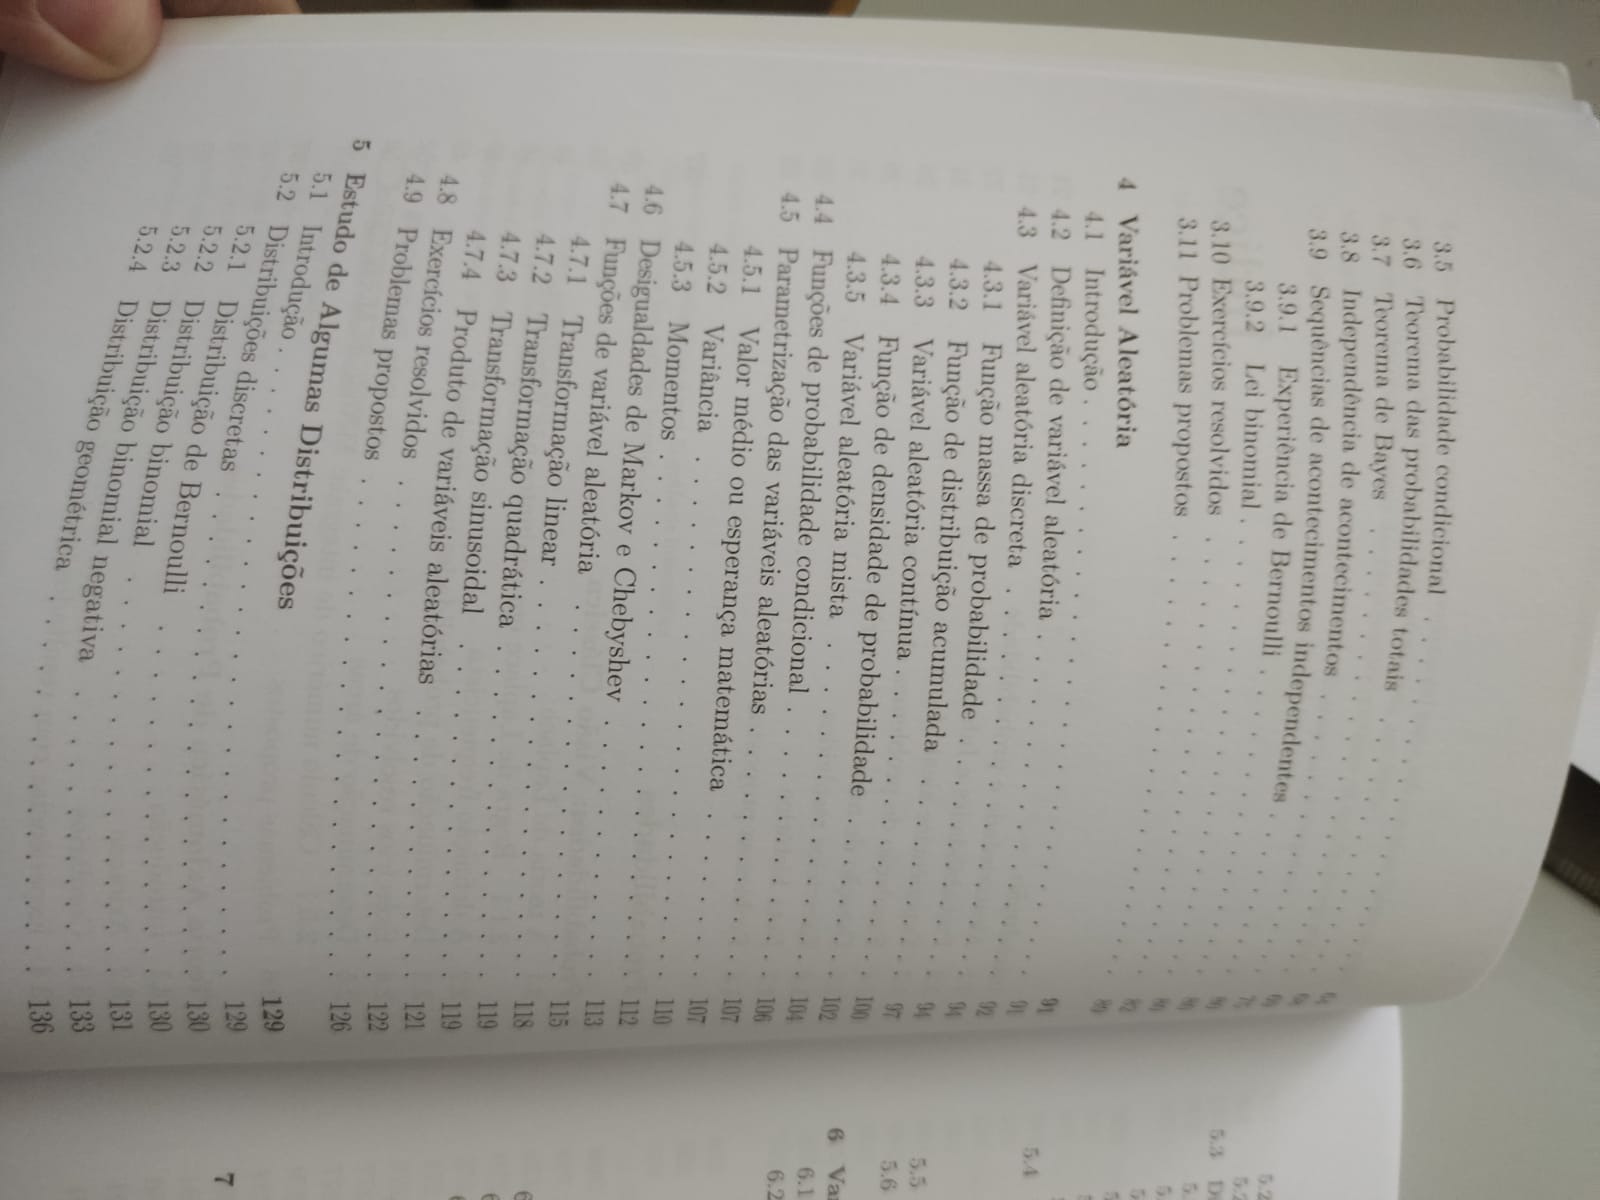 3.5 Probabilidade condicional . . . . . . . . . . . . . . 64
3.6 Teorema das probabilidades totais . . . . . . . . . . . 68
3.7 Teorema de Bayes . . . . . . . . . . . . . . . . . 69
3.8 Independência de acontecimentos . . . . . . . . . . . 75
3.9 Sequências de acontecimentos independentes . . . . . . . 80
3.9.1 Experiência de Bernoulli . . . . . . . . . . . . . 80
3.9.2 Lei binomial . . . . . . . . . . . . . . . . . . 80
3.10 Exercícios resolvidos . . . . . . . . . . . . . . . . 82
3.11 Problemas propostos . . . . . . . . . . . . . . . . 89
4 Variável Aleatória 91
4.1 Introdução . . . . . . . . . . . . . . . . . . . . . 91
4.2 Definição de variável aleatória . . . . . . . . . . . . . 92
4.3 Variável aleatória discreta . . . . . . . . . . . . . . . 94
4.3.1 Função massa de probabilidade . . . . . . . . . 94
4.3.2 Função de distribuição acumulada . . . . . . . . 97
4.3.3 Variável aleatória contínua . . . . . . . . . . . . 100
4.3.4 Função de densidade de probabilidade . . . . . . 102
4.3.5 Variável aleatória mista . . . . . . . . . . . . . 104
4.4 Funções de probabilidade condicional . . . . . . . . . . 106
4.5 Parametrização das variáveis aleatórias . . . . . . . . . 107
4.5.1 Valor médio ou esperança matemática . . . . . . 107
4.5.2 Variância . . . . . . . . . . . . . . . . . . . . 110
4.5.3 Momentos . . . . . . . . . . . . . . . . . . . . 112
4.6 Desigualdades de Markov e Chebyshev . . . . . . . . . . 113
4.7 Funções de variável aleatória . . . . . . . . . . . . . . 115
4.7.1 Transformação linear . . . . . . . . . . . . . . . 118
4.7.2 Transformação quadrática . . . . . . . . . . . . . 119
4.7.3 Transformação sinusoidal . . . . . . . . . . . . . 119
4.7.4 Produto de variáveis aleatórias . . . . . . . . . . 121
4.8 Exercícios resolvidos . . . . . . . . . . . . . . . . . . 122
4.9 Problemas propostos . . . . . . . . . . . . . . . . . . 126
5 Estudo de Algumas Distribuições 129
5.1 Introdução . . . . . . . . . . . . . . . . . . . . . . . 129
5.2 Distribuições discretas . . . . . . . . . . . . . . . . . . 130
5.2.1 Distribuição de Bernoulli . . . . . . . . . . . . . 130
5.2.2 Distribuição binomial . . . . . . . . . . . . . . . 131
5.2.3 Distribuição binomial negativa . . . . . . . . . . 133
5.2.4 Distribuição geométrica . . . . . . . . . . . . . . 136
5.3
5.4
5.5
5.6
6
6.1
6.2
7